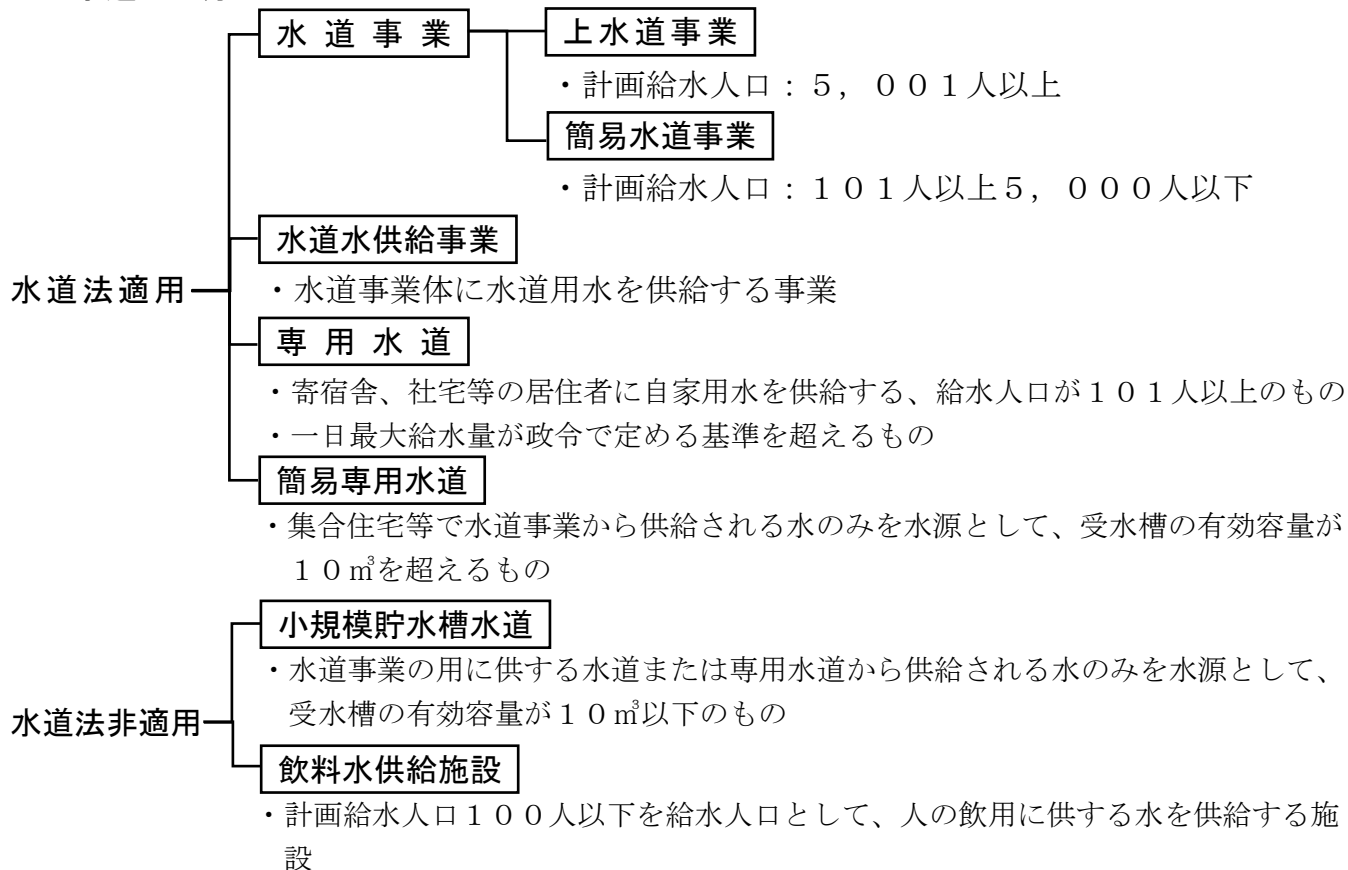 水道事業
上水道事業
・計画給水人口：５，００１人以上
簡易水道事業
・計画給水人口：１０１人以上５，０００人以下
水道水供給事業
水道法適用
・水道事業体に水道用水を供給する事業
専用水道
・寄宿舎、社宅等の居住者に自家用水を供給する、給水人口が１０１人以上のもの
・一日最大給水量が政令で定める基準を超えるもの
簡易専用水道
・集合住宅等で水道事業から供給される水のみを水源として、受水槽の有効容量が
１０㎥を超えるもの
小規模貯水槽水道
・水道事業の用に供する水道または専用水道から供給される水のみを水源として、
受水槽の有効容量が１０㎥以下のもの
水道法非適用
飲料水供給施設
・計画給水人口１００人以下を給水人口として、人の飲用に供する水を供給する施
設